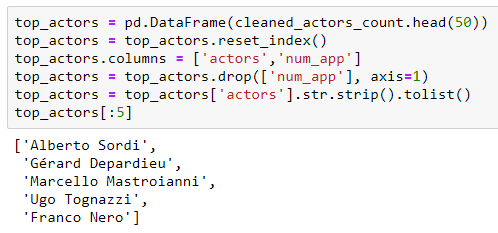 top_actors = pd.DataFrame(cleaned_actors_count.head(50))
top_actors = top_actors.reset_index()
top_actors.columns = ['actors','num_app']
top_actors = top_actors.drop(['num_app'], axis=1)
top_actors = top_actors['actors'].str.strip().tolist()
top_actors[:5]
['Alberto Sordi',
 'Gérard Depardieu',
 'Marcello Mastroianni',
 'Ugo Tognazzi',
 'Franco Nero']